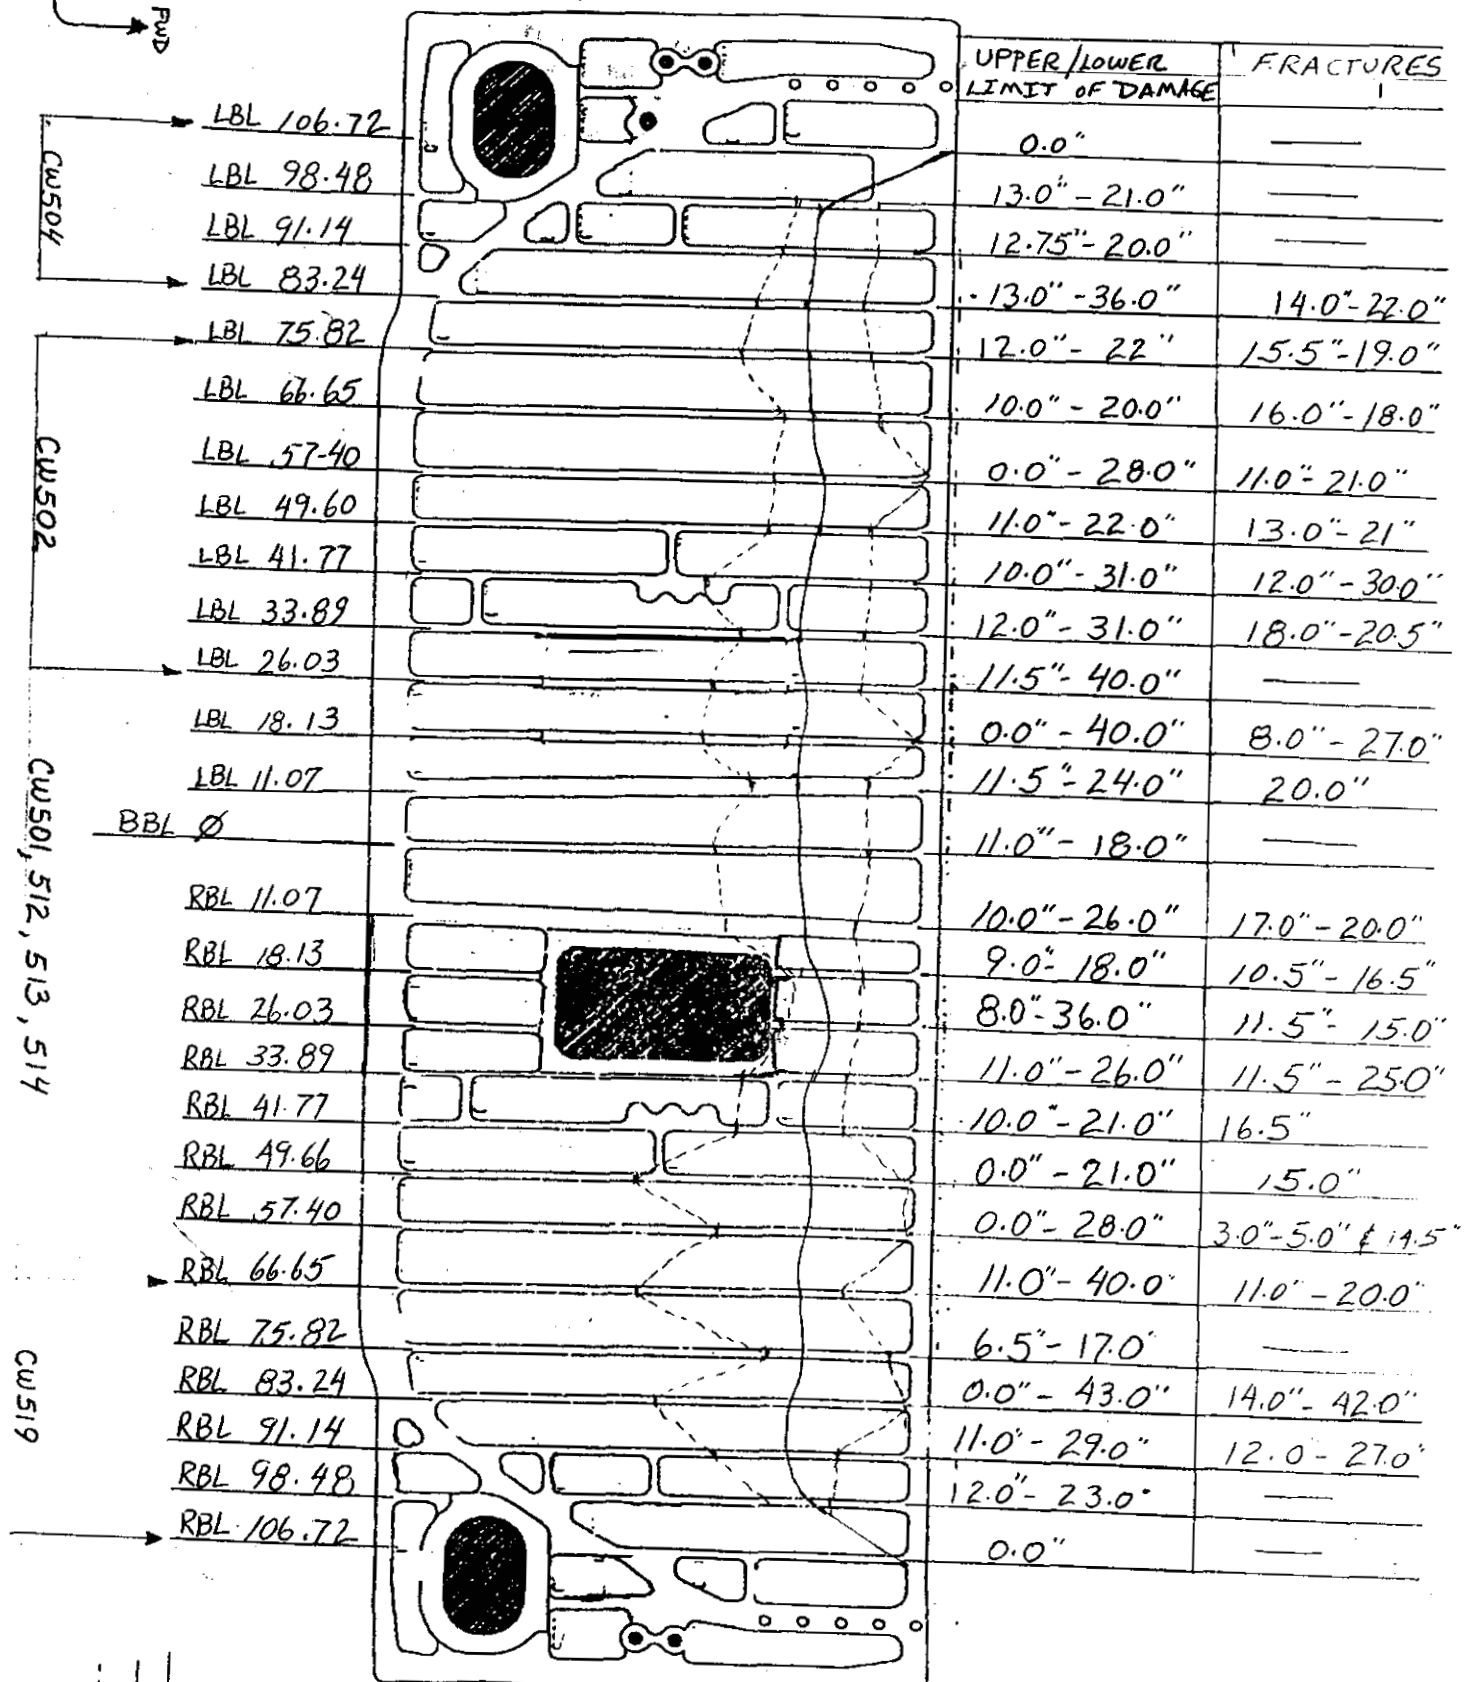 FWD
UPPER/LOWER FRACTURES
LIMIT OF DAMAGE
LBL 106.72 0.0" —
LBL 98.48 13.0" - 21.0" —
LBL 91.14 12.75" - 20.0" —
LBL 83.24 13.0" - 36.0" 14.0" - 22.0"
LBL 75.82 12.0" - 22" 15.5" - 19.0"
LBL 66.65 10.0" - 20.0" 16.0" - 18.0"
LBL 57-40 0.0" - 28.0" 11.0" - 21.0"
LBL 49.60 11.0" - 22.0" 13.0" - 21"
LBL 41.77 10.0" - 31.0" 12.0" - 30.0"
LBL 33.89 12.0" - 31.0" 18.0" - 20.5"
LBL 26.03 11.5" - 40.0" —
LBL 18.13 0.0" - 40.0" 8.0" - 27.0"
LBL 11.07 11.5" - 24.0" 20.0"
BBL Ø 11.0" - 18.0" —
RBL 11.07 10.0" - 26.0" 17.0" - 20.0"
RBL 18.13 9.0" - 18.0" 10.5" - 16.5"
RBL 26.03 8.0" - 36.0" 11.5" - 15.0"
RBL 33.89 11.0" - 26.0" 11.5" - 25.0"
RBL 41.77 10.0" - 21.0" 16.5"
RBL 49.66 0.0" - 21.0" 15.0"
RBL 57.40 0.0" - 28.0" 3.0" - 5.0" & 14.5"
RBL 66.65 11.0" - 40.0" 11.0" - 20.0"
RBL 75.82 6.5" - 17.0" —
RBL 83.24 0.0" - 43.0" 14.0" - 42.0"
RBL 91.14 11.0" - 29.0" 12.0 - 27.0"
RBL 98.48 12.0" - 23.0" —
RBL 106.72 0.0" —
CW504
CW502
CW501, 512, 513, 514
CW519